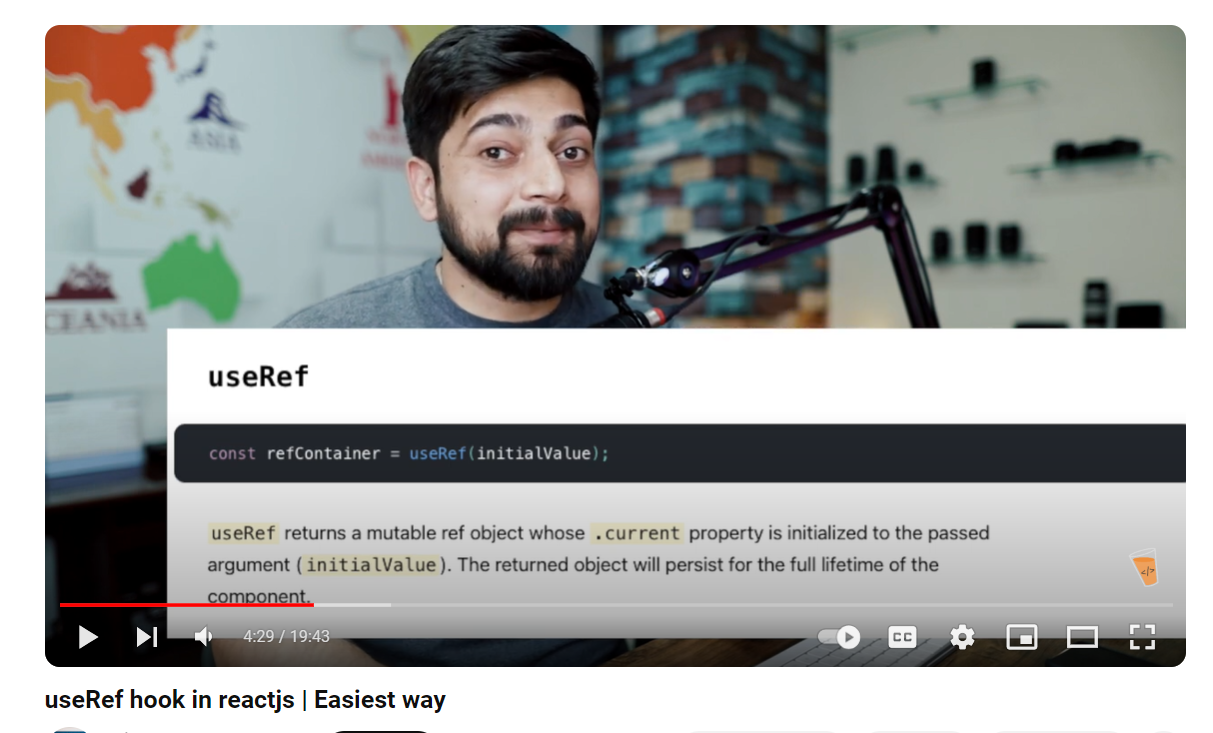 ASIA
CEANIA
useRef
const refContainer = useRef(initialValue);
useRef returns a mutable ref object whose .current property is initialized to the passed
argument (initialValue). The returned object will persist for the full lifetime of the
component.
</>
4:29 / 19:43
CC
useRef hook in reactjs | Easiest way